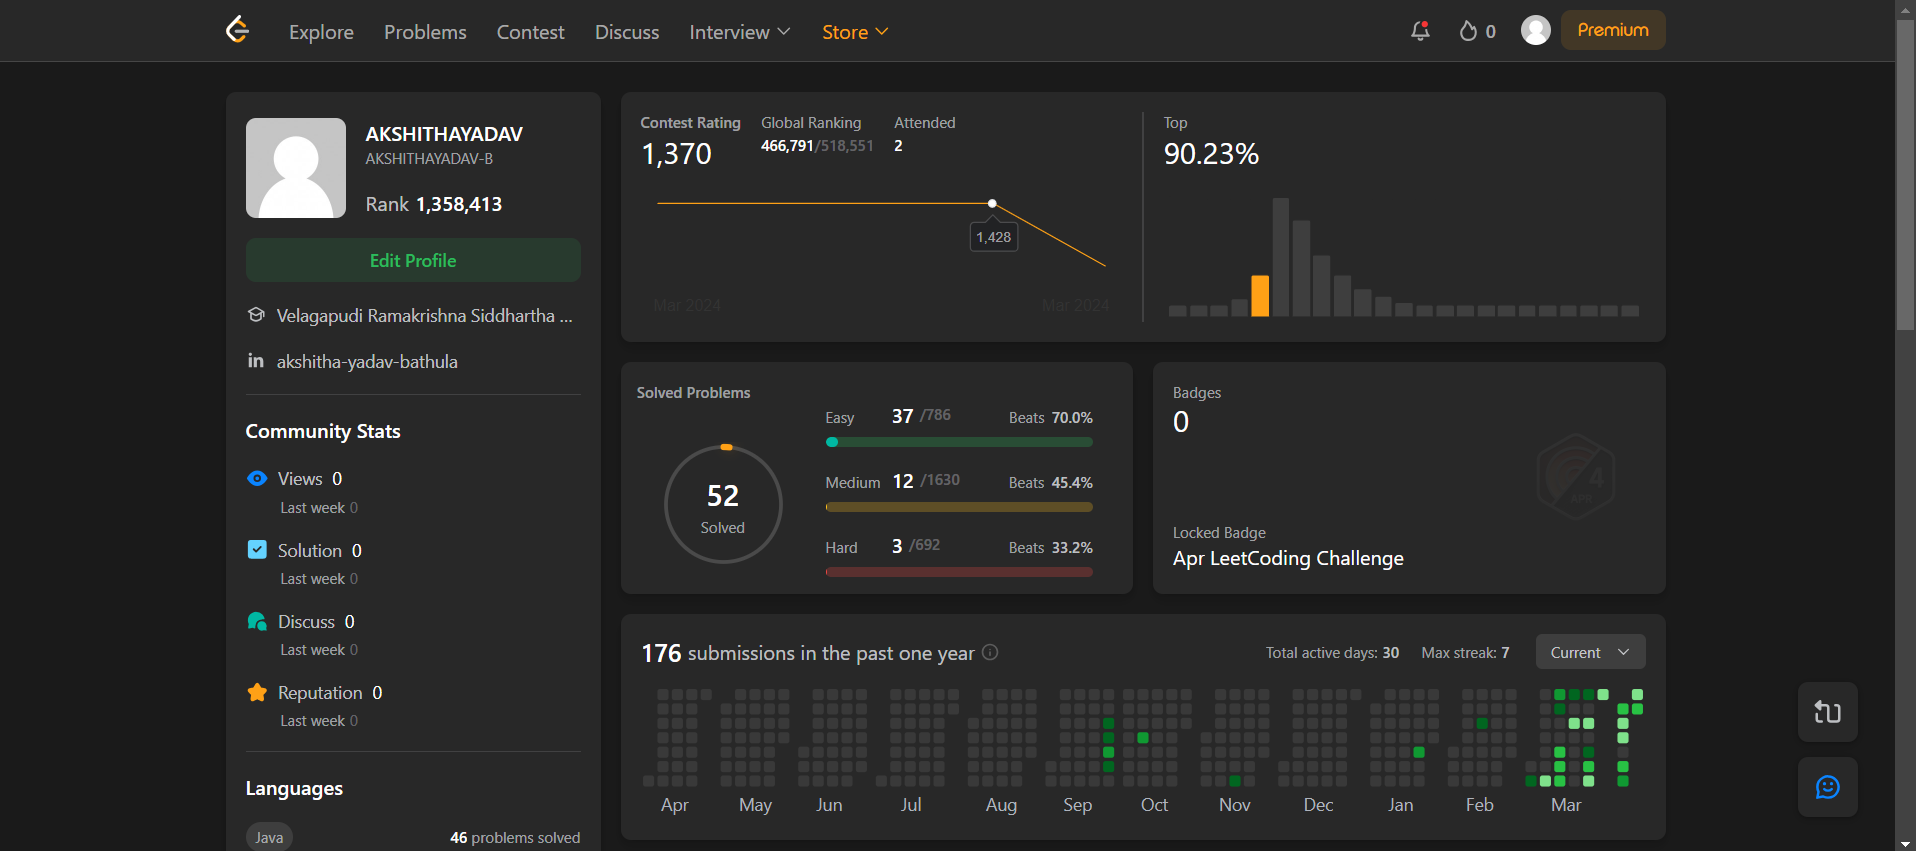 Explore Problems Contest Discuss Interview Store 0 Premium
AKSHITHAYADAV
AKSHITHAYADAV-B
Rank 1,358,413
Edit Profile
Velagapudi Ramakrishna Siddhartha ...
akshitha-yadav-bathula
Community Stats
Views 0
Last week 0
Solution 0
Last week 0
Discuss 0
Last week 0
Reputation 0
Last week 0
Languages
Java 46 problems solved
Contest Rating
1,370
Global Ranking
466,791/518,551
Attended
2
1,428
Mar 2024 Mar 2024
Top
90.23%
Solved Problems
52
Solved
Easy 37 /786 Beats 70.0%
Medium 12 /1630 Beats 45.4%
Hard 3 /692 Beats 33.2%
Badges
0
4
APR
Locked Badge
Apr LeetCoding Challenge
176 submissions in the past one year
Total active days: 30 Max streak: 7 Current
Apr May Jun Jul Aug Sep Oct Nov Dec Jan Feb Mar